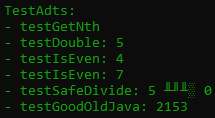 TestAdts:
- testGetNth
- testDouble: 5
- testIsEven: 4
- testIsEven: 7
- testSafeDivide: 5 ╨╨╨░ 0
- testGoodOldJava: 2153